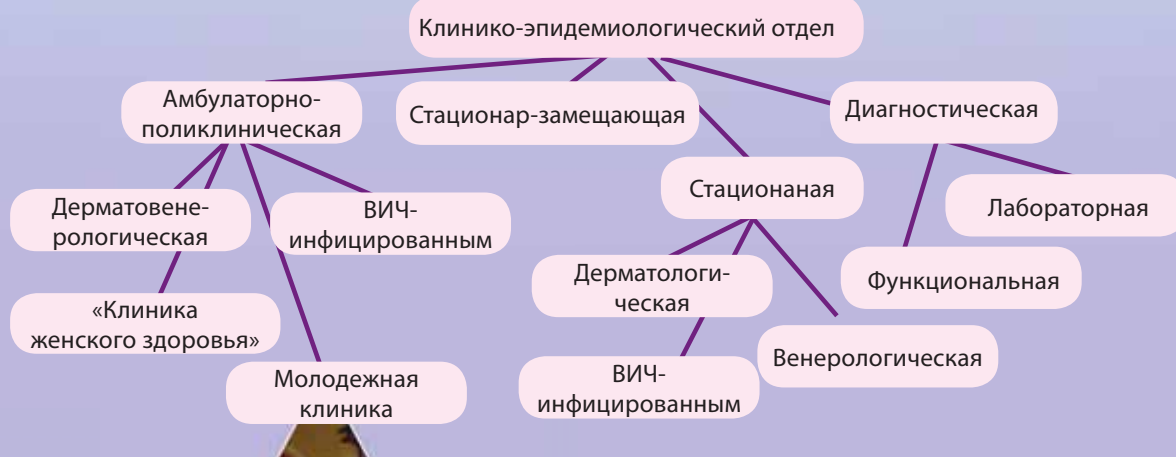 Клинико-эпидемиологический отдел
Амбулаторно-
поликлиническая
Стационар-замещающая
Диагностическая
Стационаная
Дерматовене-
рологическая
ВИЧ-
инфицированным
Лабораторная
Дерматологи-
ческая
Функциональная
«Клиника
женского здоровья»
Венерологическая
Молодежная
клиника
ВИЧ-
инфицированным